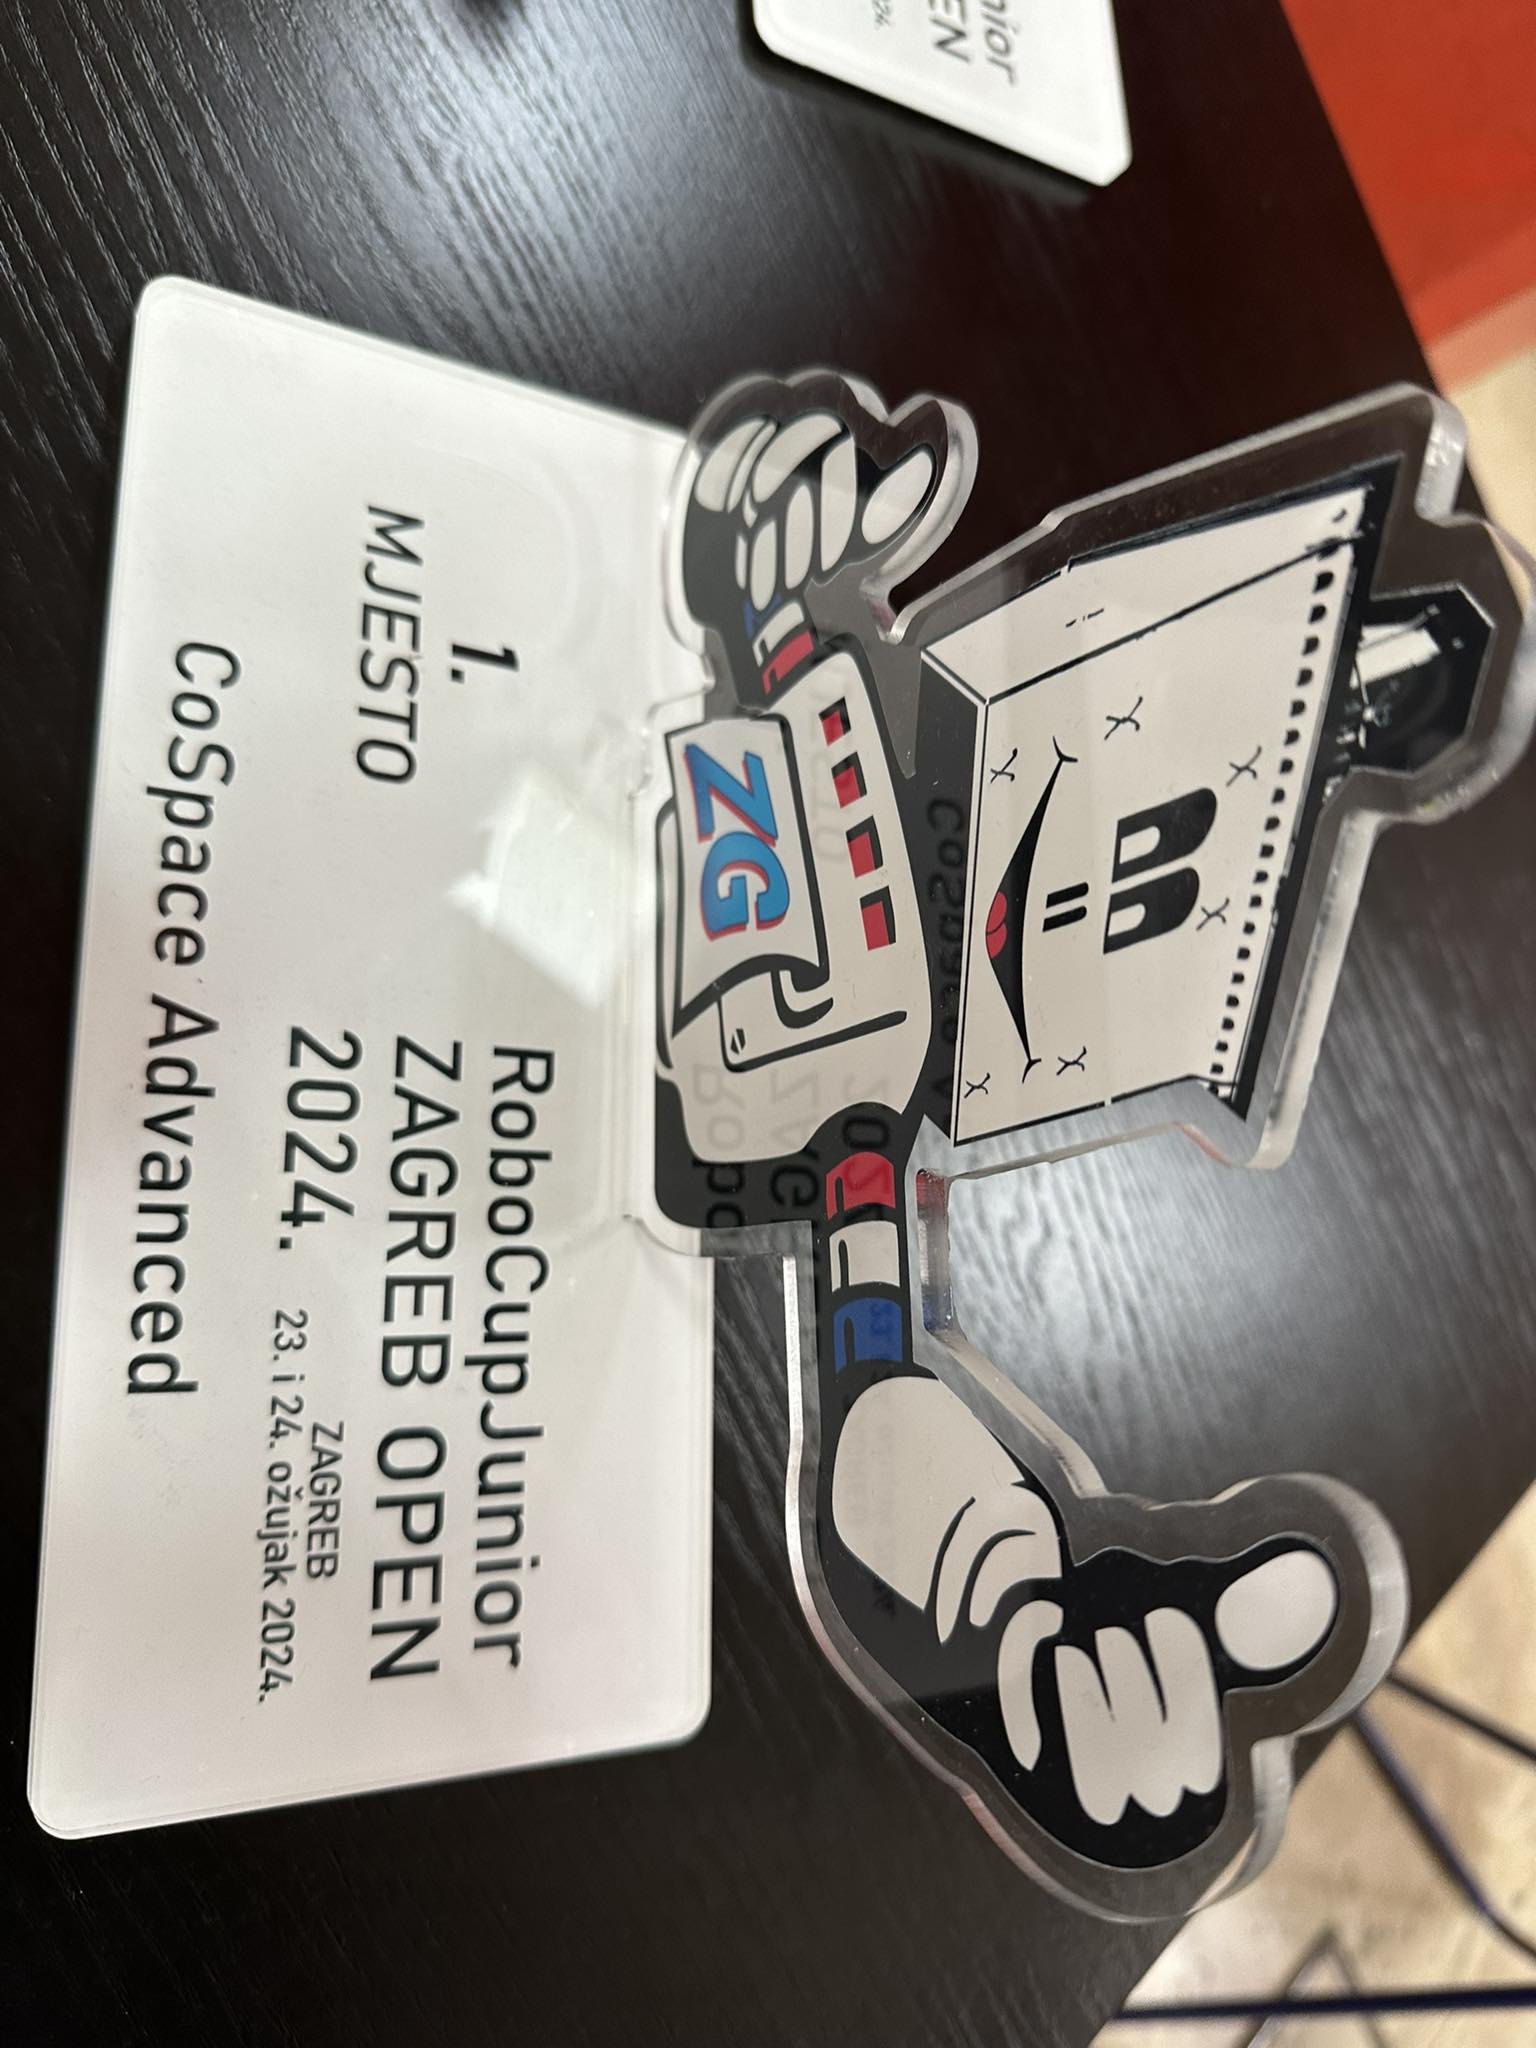 1.
MJESTO
RoboCupJunior
ZAGREB OPEN
2024.
ZAGREB
23. i 24. ožujak 2024.
CoSpace Advanced
ZG